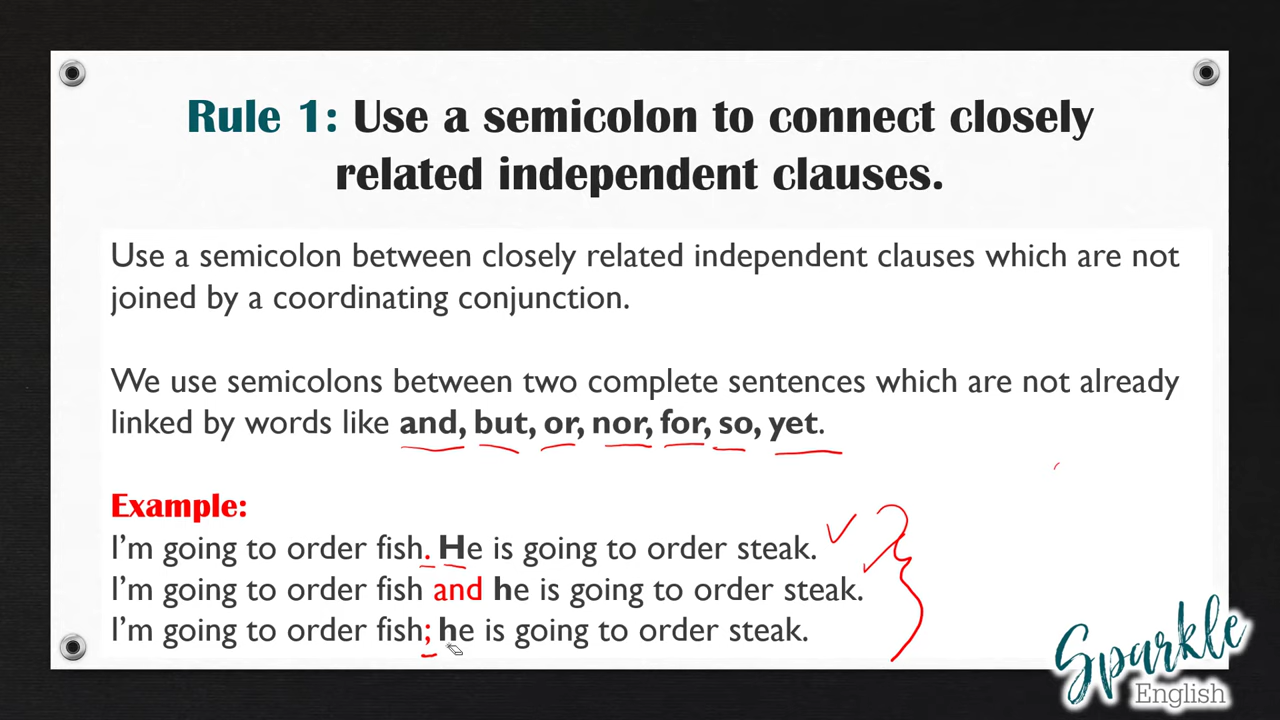 Rule 1: Use a semicolon to connect closely
related independent clauses.
Use a semicolon between closely related independent clauses which are not
joined by a coordinating conjunction.
We use semicolons between two complete sentences which are not already
linked by words like and, but, or, nor, for, so, yet.
Example:
I’m going to order fish. He is going to order steak.
I’m going to order fish and he is going to order steak.
I’m going to order fish; he is going to order steak.
Sparkle
English